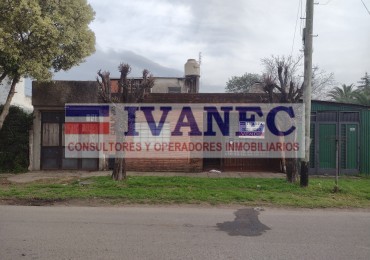 IVANEC
CONSULTORES Y OPERADORES INMOBILIARIOS